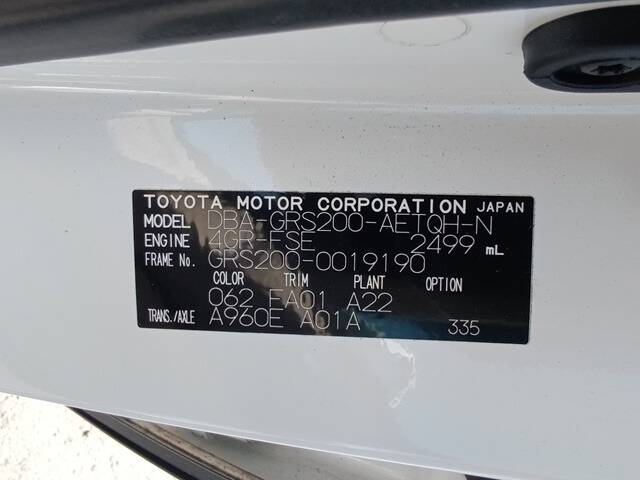 TOYOTA MOTOR CORPORATION JAPAN
MODEL DBA-GRS200-AETQH-N
ENGINE 4GR-FSE 2499 mL
FRAME No. GRS200-0019190
COLOR TRIM PLANT OPTION
062 FA01 A22
TRANS./AXLE A960E A01A 335